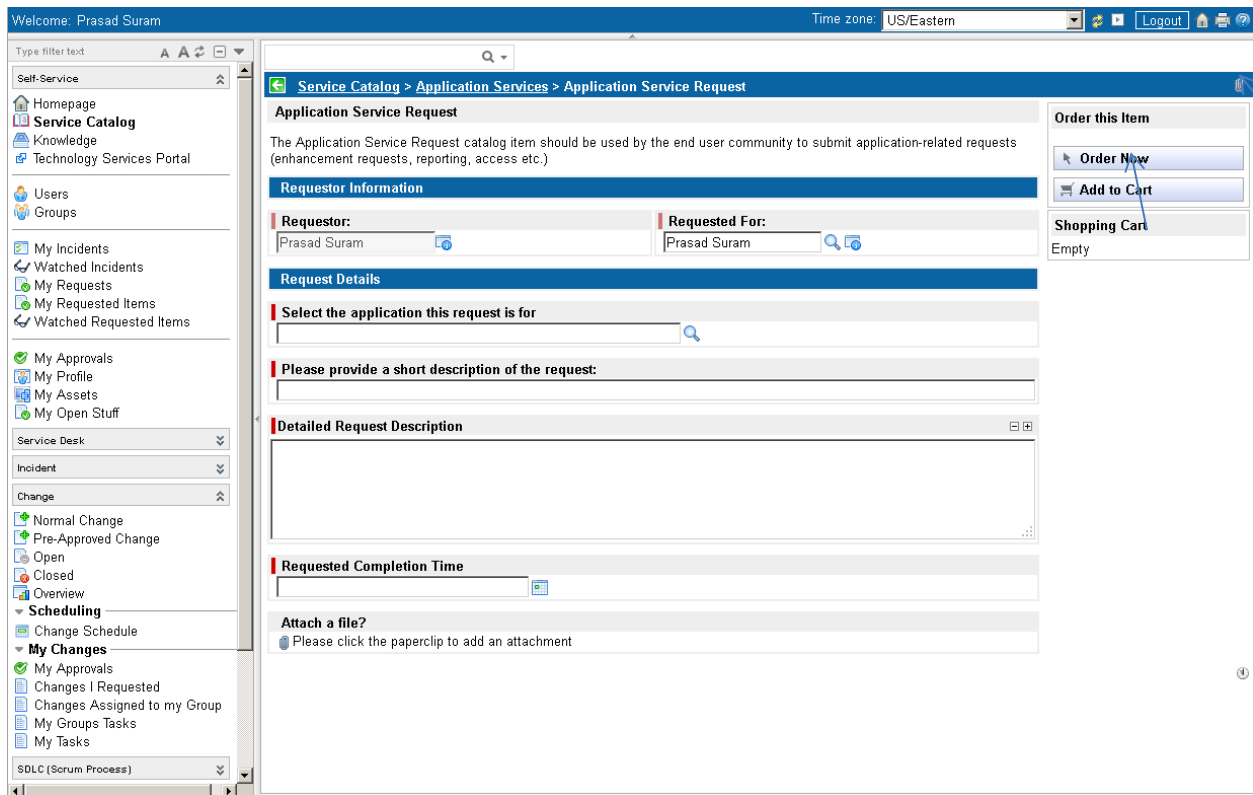 Welcome: Prasad Suram
Time zone: US/Eastern
Logout
Type filter text
A A
Self-Service
Homepage
Service Catalog
Knowledge
Technology Services Portal
Users
Groups
My Incidents
Watched Incidents
My Requests
My Requested Items
Watched Requested Items
My Approvals
My Profile
My Assets
My Open Stuff
Service Desk
Incident
Change
Normal Change
Pre-Approved Change
Open
Closed
Overview
Scheduling
Change Schedule
My Changes
My Approvals
Changes I Requested
Changes Assigned to my Group
My Groups Tasks
My Tasks
SDLC (Scrum Process)
Service Catalog > Application Services > Application Service Request
Application Service Request
The Application Service Request catalog item should be used by the end user community to submit application-related requests
(enhancement requests, reporting, access etc.)
Requestor Information
Requestor:
Prasad Suram
Requested For:
Prasad Suram
Request Details
Select the application this request is for
Please provide a short description of the request:
Detailed Request Description
Requested Completion Time
Attach a file?
Please click the paperclip to add an attachment
Order this Item
Order Now
Add to Cart
Shopping Cart
Empty